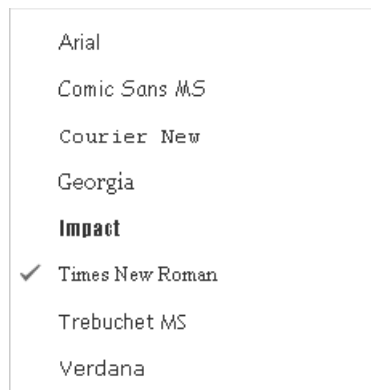 Arial
Comic Sans MS
Courier New
Georgia
Impact
Times New Roman
Trebuchet MS
Verdana